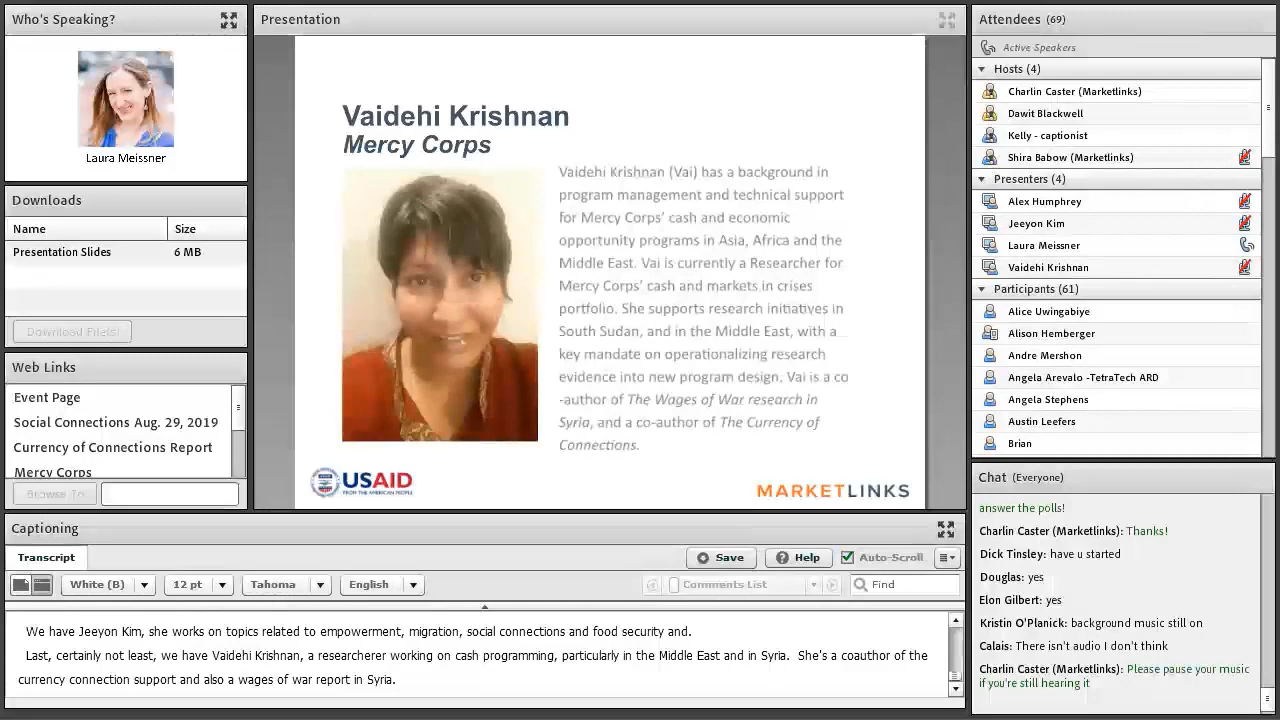 Who's Speaking?
Laura Meissner
Downloads
Name Size
Presentation Slides 6 MB
Download File(s)
Web Links
Event Page
Social Connections Aug. 29, 2019
Currency of Connections Report
Mercy Corps
Browse To
Presentation
Vaidehi Krishnan
Mercy Corps
Vaidehi Krishnan (Vai) has a background in
program management and technical support
for Mercy Corps' cash and economic
opportunity programs in Asia, Africa and the
Middle East. Vai is currently a Researcher for
Mercy Corps' cash and markets in crises
portfolio. She supports research initiatives in
South Sudan, and in the Middle East, with a
key mandate on operationalizing research
evidence into new program design. Vai is a co
-author of The Wages of War research in
Syria, and a co-author of The Currency of
Connections.
USAID
FROM THE AMERICAN PEOPLE
MARKETLINKS
Captioning
Transcript
Save
Help
Auto-Scroll
White (B)
12 pt
Tahoma
English
Comments List
Find
We have Jeeyon Kim, she works on topics related to empowerment, migration, social connections and food security and.
Last, certainly not least, we have Vaidehi Krishnan, a researcherer working on cash programming, particularly in the Middle East and in Syria. She's a coauthor of the
currency connection support and also a wages of war report in Syria.
Attendees (69)
Active Speakers
Hosts (4)
Charlin Caster (Marketlinks)
Dawit Blackwell
Kelly - captionist
Shira Babow (Marketlinks)
Presenters (4)
Alex Humphrey
Jeeyon Kim
Laura Meissner
Vaidehi Krishnan
Participants (61)
Alice Uwingabiye
Alison Hemberger
Andre Mershon
Angela Arevalo -TetraTech ARD
Angela Stephens
Austin Leefers
Brian
Chat (Everyone)
answer the polls!
Charlin Caster (Marketlinks): Thanks!
Dick Tinsley: have u started
Douglas: yes
Elon Gilbert: yes
Kristin O'Planick: background music still on
Calais: There isn't audio I don't think
Charlin Caster (Marketlinks): Please pause your music
if you're still hearing it